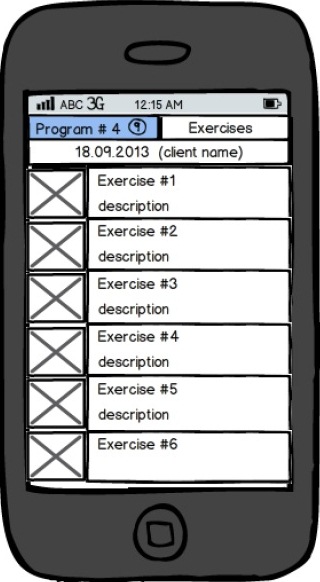 ABC 3G 12:15 AM
Program # 4 9 Exercises
18.09.2013 (client name)
Exercise #1
description
Exercise #2
description
Exercise #3
description
Exercise #4
description
Exercise #5
description
Exercise #6